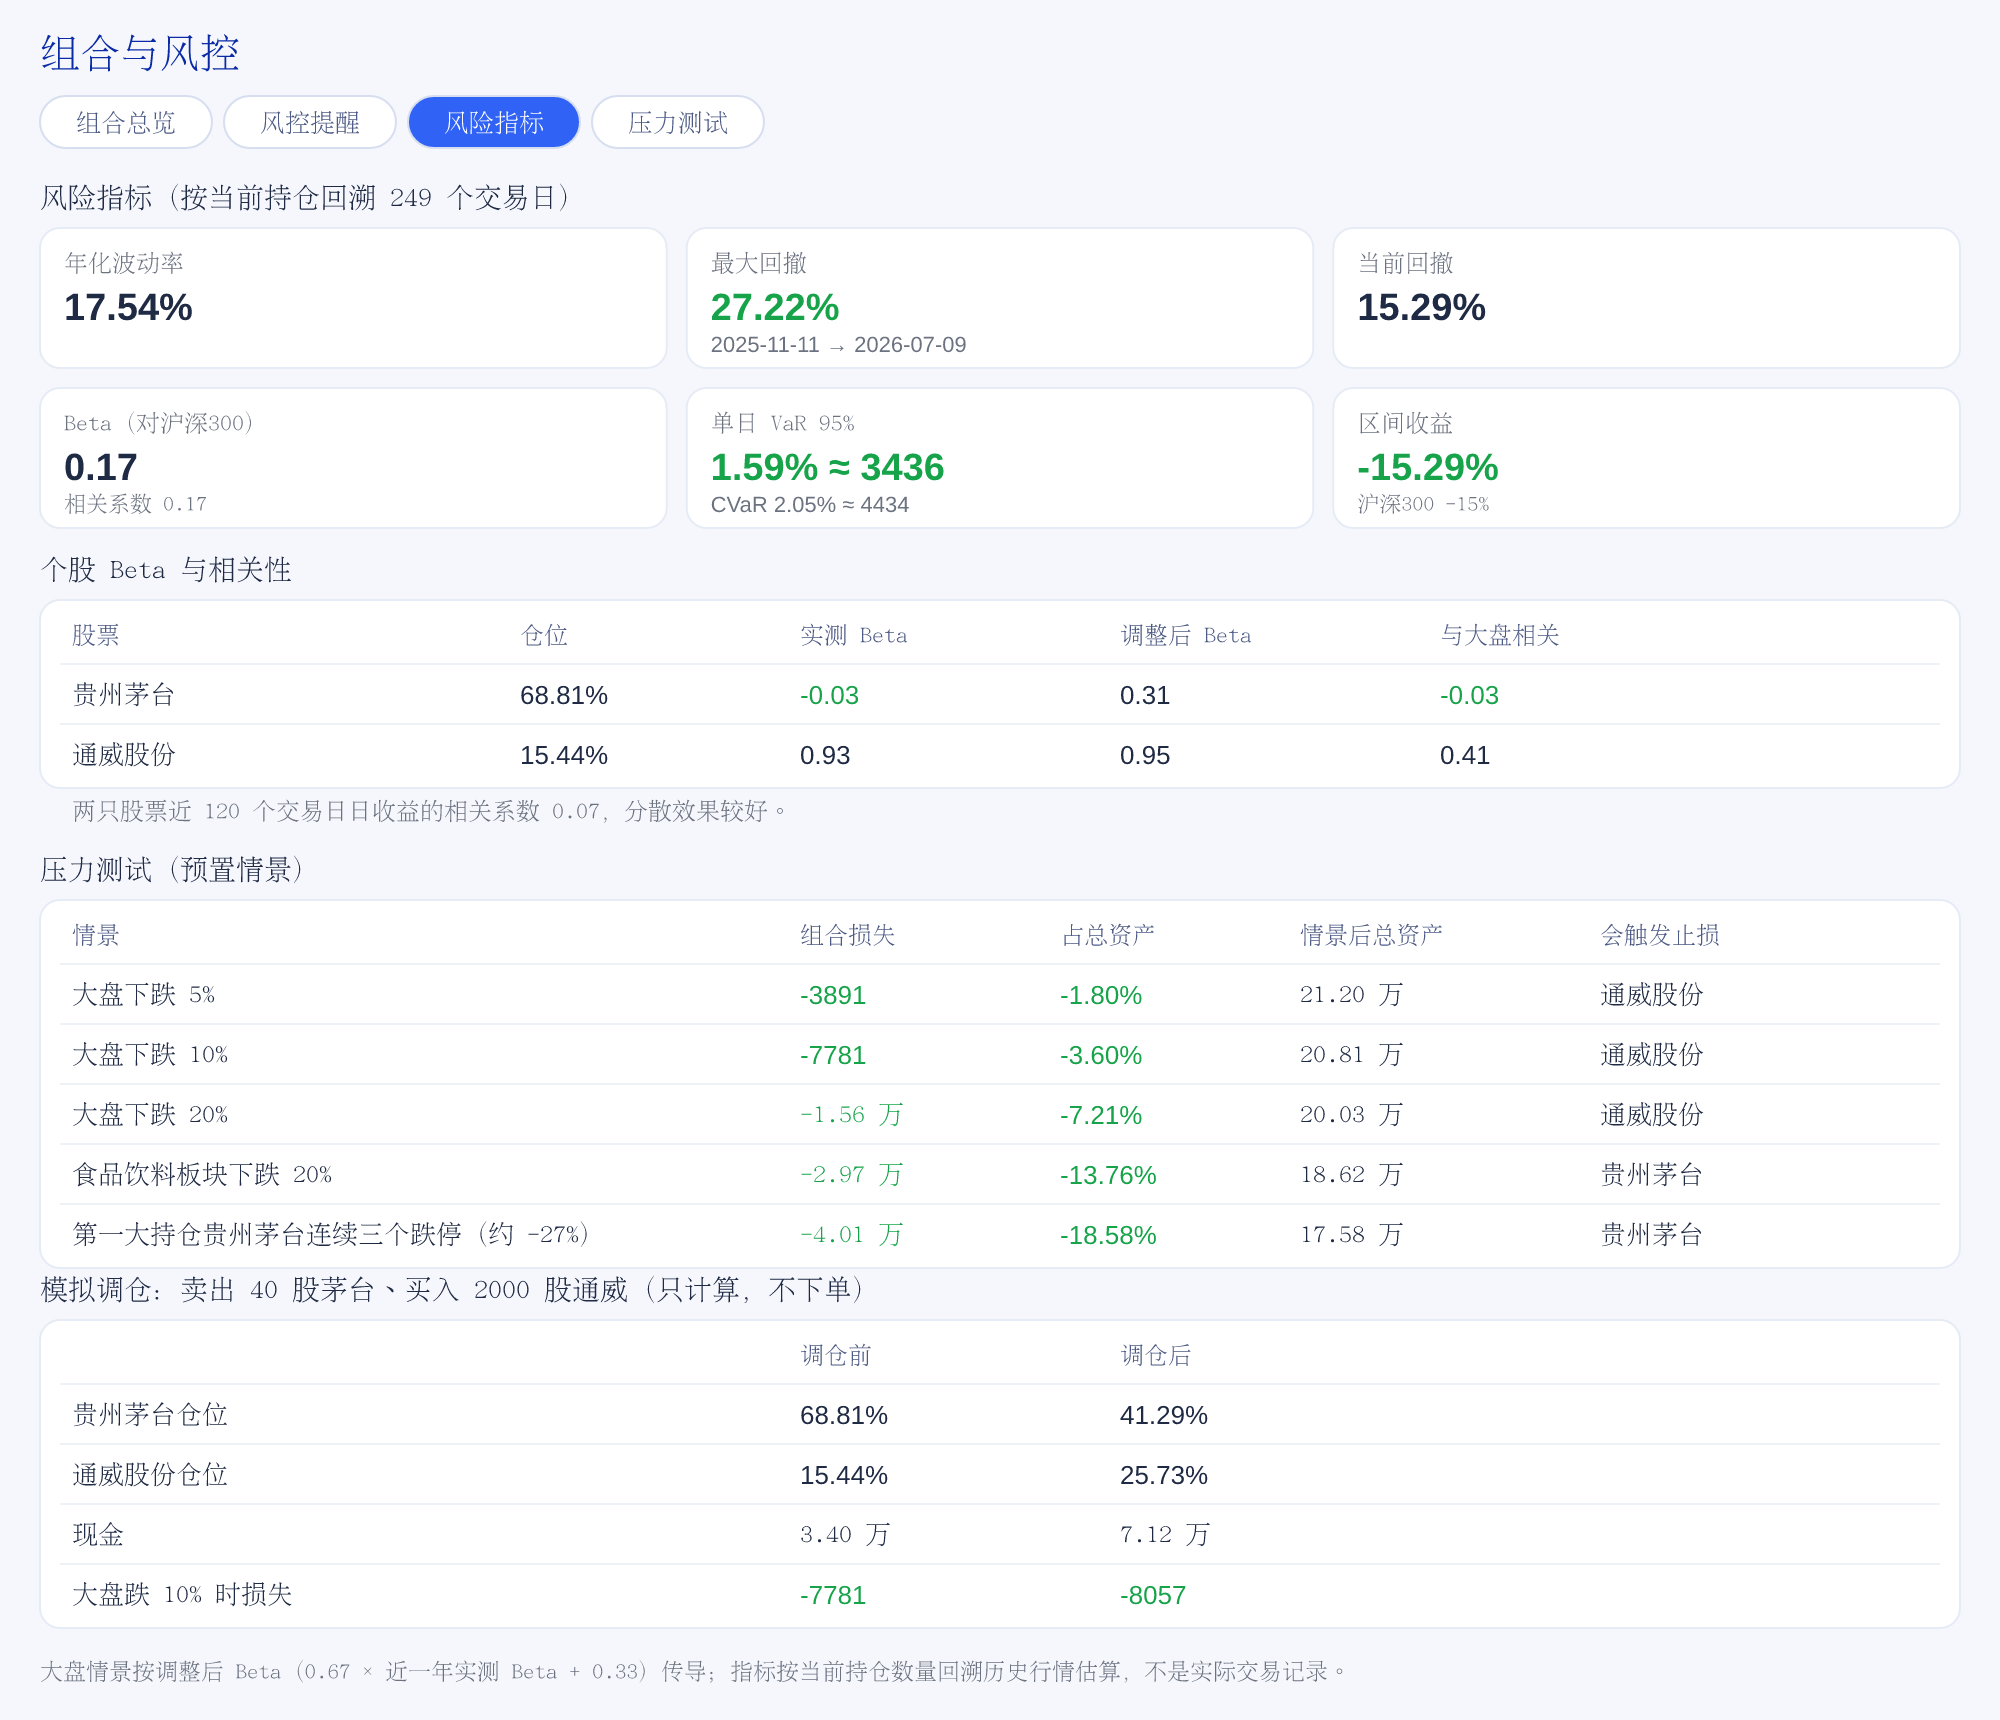 组合与风控
组合总览 风控提醒 风险指标 压力测试
风险指标（按当前持仓回溯 249 个交易日）
年化波动率 最大回撤 当前回撤
17.54% 27.22% 15.29%
2025-11-11 → 2026-07-09
Beta（对沪深300） 单日 VaR 95% 区间收益
0.17 1.59% ≈ 3436 -15.29%
相关系数 0.17 CVaR 2.05% ≈ 4434 沪深300 -15%
个股 Beta 与相关性
股票 仓位 实测 Beta 调整后 Beta 与大盘相关
贵州茅台 68.81% -0.03 0.31 -0.03
通威股份 15.44% 0.93 0.95 0.41
两只股票近 120 个交易日日收益的相关系数 0.07，分散效果较好。
压力测试（预置情景）
情景 组合损失 占总资产 情景后总资产 会触发止损
大盘下跌 5% -3891 -1.80% 21.20 万 通威股份
大盘下跌 10% -7781 -3.60% 20.81 万 通威股份
大盘下跌 20% -1.56 万 -7.21% 20.03 万 通威股份
食品饮料板块下跌 20% -2.97 万 -13.76% 18.62 万 贵州茅台
第一大持仓贵州茅台连续三个跌停（约 -27%） -4.01 万 -18.58% 17.58 万 贵州茅台
模拟调仓：卖出 40 股茅台、买入 2000 股通威（只计算，不下单）
调仓前 调仓后
贵州茅台仓位 68.81% 41.29%
通威股份仓位 15.44% 25.73%
现金 3.40 万 7.12 万
大盘跌 10% 时损失 -7781 -8057
大盘情景按调整后 Beta（0.67 × 近一年实测 Beta + 0.33）传导；指标按当前持仓数量回溯历史行情估算，不是实际交易记录。